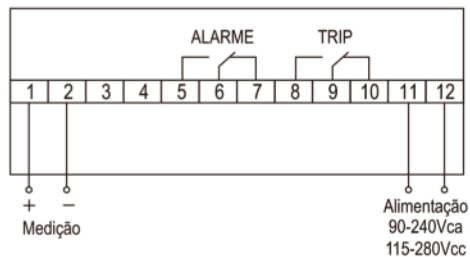 ALARME TRIP
1 2 3 4 5 6 7 8 9 10 11 12
+ −
Medição
Alimentação
90-240Vca
115-280Vcc